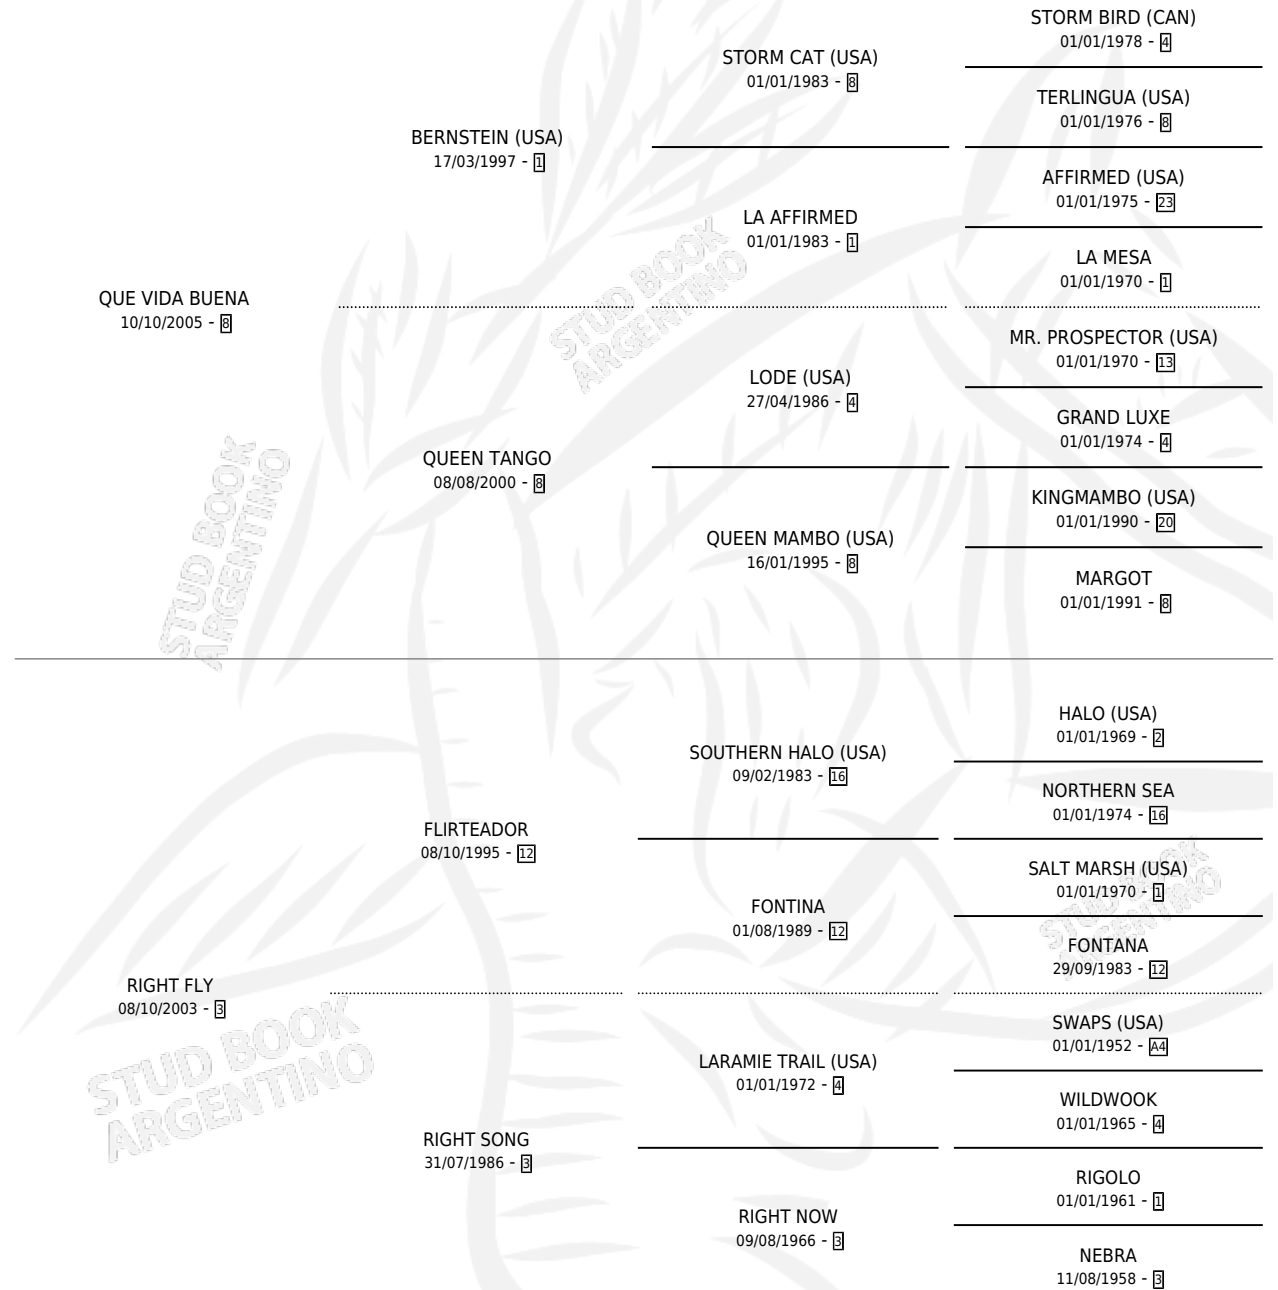 STORM BIRD (CAN)
01/01/1978 - 4
STORM CAT (USA)
01/01/1983 - 8
TERLINGUA (USA)
01/01/1976 - 8
BERNSTEIN (USA)
17/03/1997 - 1
AFFIRMED (USA)
01/01/1975 - 23
LA AFFIRMED
01/01/1983 - 1
LA MESA
01/01/1970 - 1
QUE VIDA BUENA
10/10/2005 - 8
MR. PROSPECTOR (USA)
01/01/1970 - 13
LODE (USA)
27/04/1986 - 4
GRAND LUXE
01/01/1974 - 4
QUEEN TANGO
08/08/2000 - 8
KINGMAMBO (USA)
01/01/1990 - 20
QUEEN MAMBO (USA)
16/01/1995 - 8
MARGOT
01/01/1991 - 8
HALO (USA)
01/01/1969 - 2
SOUTHERN HALO (USA)
09/02/1983 - 16
NORTHERN SEA
01/01/1974 - 16
FLIRTEADOR
08/10/1995 - 12
SALT MARSH (USA)
01/01/1970 - 1
FONTINA
01/08/1989 - 12
FONTANA
29/09/1983 - 12
RIGHT FLY
08/10/2003 - 3
SWAPS (USA)
01/01/1952 - A4
LARAMIE TRAIL (USA)
01/01/1972 - 4
WILDWOOK
01/01/1965 - 4
RIGHT SONG
31/07/1986 - 3
RIGOLO
01/01/1961 - 1
RIGHT NOW
09/08/1966 - 3
NEBRA
11/08/1958 - 3
STUD BOOK
ARGENTINO
STUD BOOK
ARGENTINO
STUD BOOK
ARGENTINO
STUD BOOK
ARGENTINO